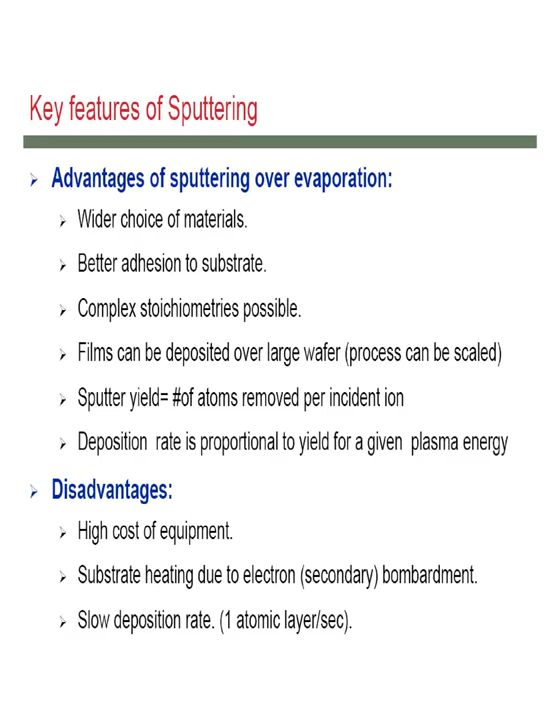 Key features of Sputtering
Advantages of sputtering over evaporation:
Wider choice of materials.
Better adhesion to substrate.
Complex stoichiometries possible.
Films can be deposited over large wafer (process can be scaled)
Sputter yield= #of atoms removed per incident ion
Deposition rate is proportional to yield for a given plasma energy
Disadvantages:
High cost of equipment.
Substrate heating due to electron (secondary) bombardment.
Slow deposition rate. (1 atomic layer/sec).